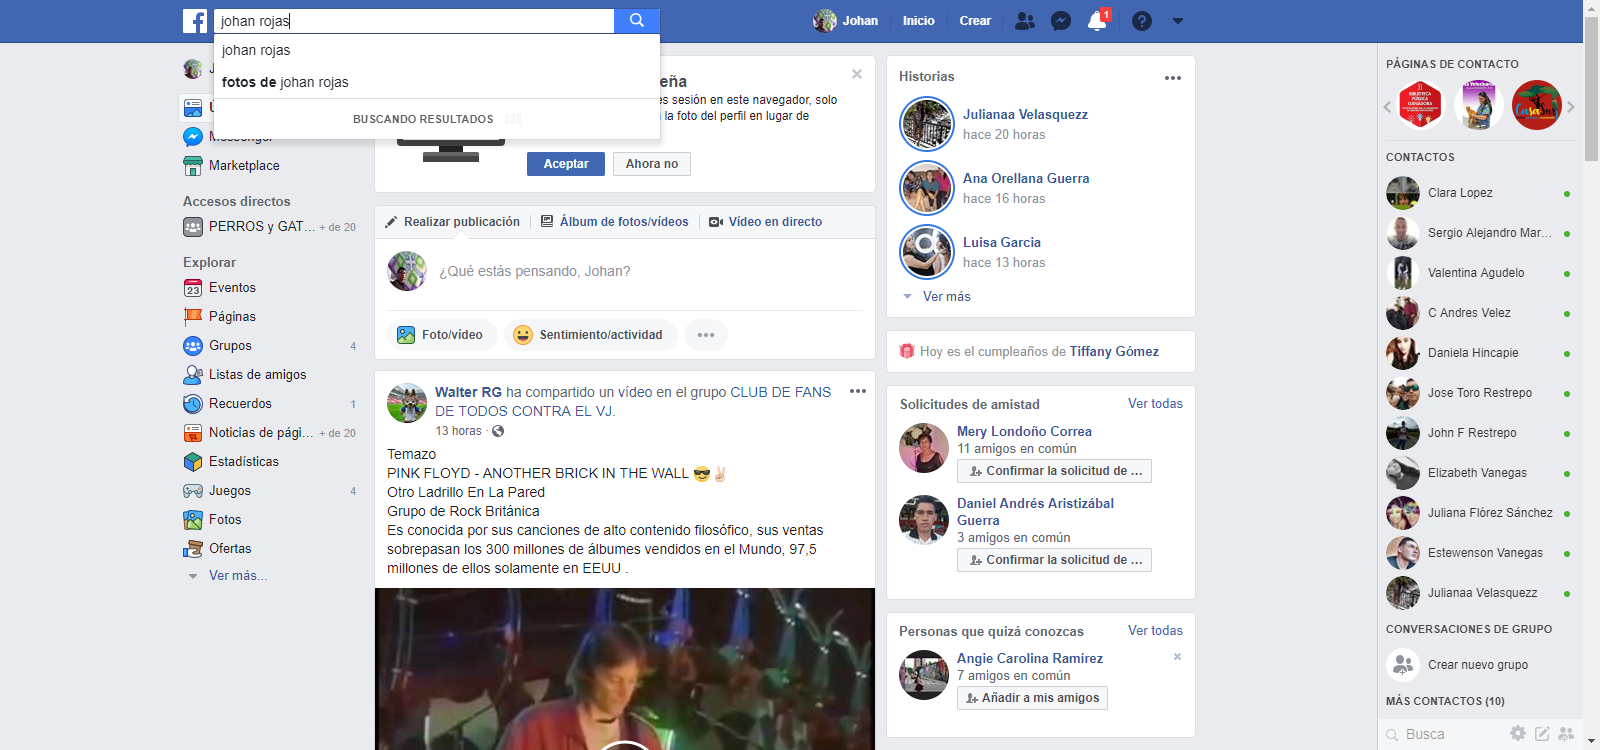 johan rojas
Johan
Inicio
Crear
1
johan rojas
fotos de johan rojas
BUSCANDO RESULTADOS
eña
es sesión en este navegador, solo
la foto del perfil en lugar de
Aceptar
Ahora no
Messenger
Marketplace
Accesos directos
PERROS y GAT... + de 20
Explorar
23
Eventos
Páginas
Grupos 4
Listas de amigos
Recuerdos 1
Noticias de pági... + de 20
Estadísticas
Juegos 4
Fotos
Ofertas
Ver más...
Realizar publicación
Álbum de fotos/vídeos
Vídeo en directo
¿Qué estás pensando, Johan?
Foto/vídeo
Sentimiento/actividad
Walter RG ha compartido un vídeo en el grupo CLUB DE FANS
DE TODOS CONTRA EL VJ.
13 horas ·
Temazo
PINK FLOYD - ANOTHER BRICK IN THE WALL 😎✌
Otro Ladrillo En La Pared
Grupo de Rock Británica
Es conocida por sus canciones de alto contenido filosófico, sus ventas
sobrepasan los 300 millones de álbumes vendidos en el Mundo, 97,5
millones de ellos solamente en EEUU .
Historias
Julianaa Velasquezz
hace 20 horas
Ana Orellana Guerra
hace 16 horas
Luisa Garcia
hace 13 horas
Ver más
Hoy es el cumpleaños de Tiffany Gómez
Solicitudes de amistad
Ver todas
Mery Londoño Correa
11 amigos en común
Confirmar la solicitud de ...
Daniel Andrés Aristizábal
Guerra
3 amigos en común
Confirmar la solicitud de ...
Personas que quizá conozcas
Ver todas
Angie Carolina Ramírez
7 amigos en común
Añadir a mis amigos
PÁGINAS DE CONTACTO
BIBLIOTECA
PÚBLICA
GANADORA
CasaSur
CONTACTOS
Clara Lopez
Sergio Alejandro Mar...
Valentina Agudelo
C Andres Velez
Daniela Hincapie
Jose Toro Restrepo
John F Restrepo
Elizabeth Vanegas
Juliana Flórez Sánchez
Estewenson Vanegas
Julianaa Velasquezz
CONVERSACIONES DE GRUPO
Crear nuevo grupo
MÁS CONTACTOS (10)
Busca